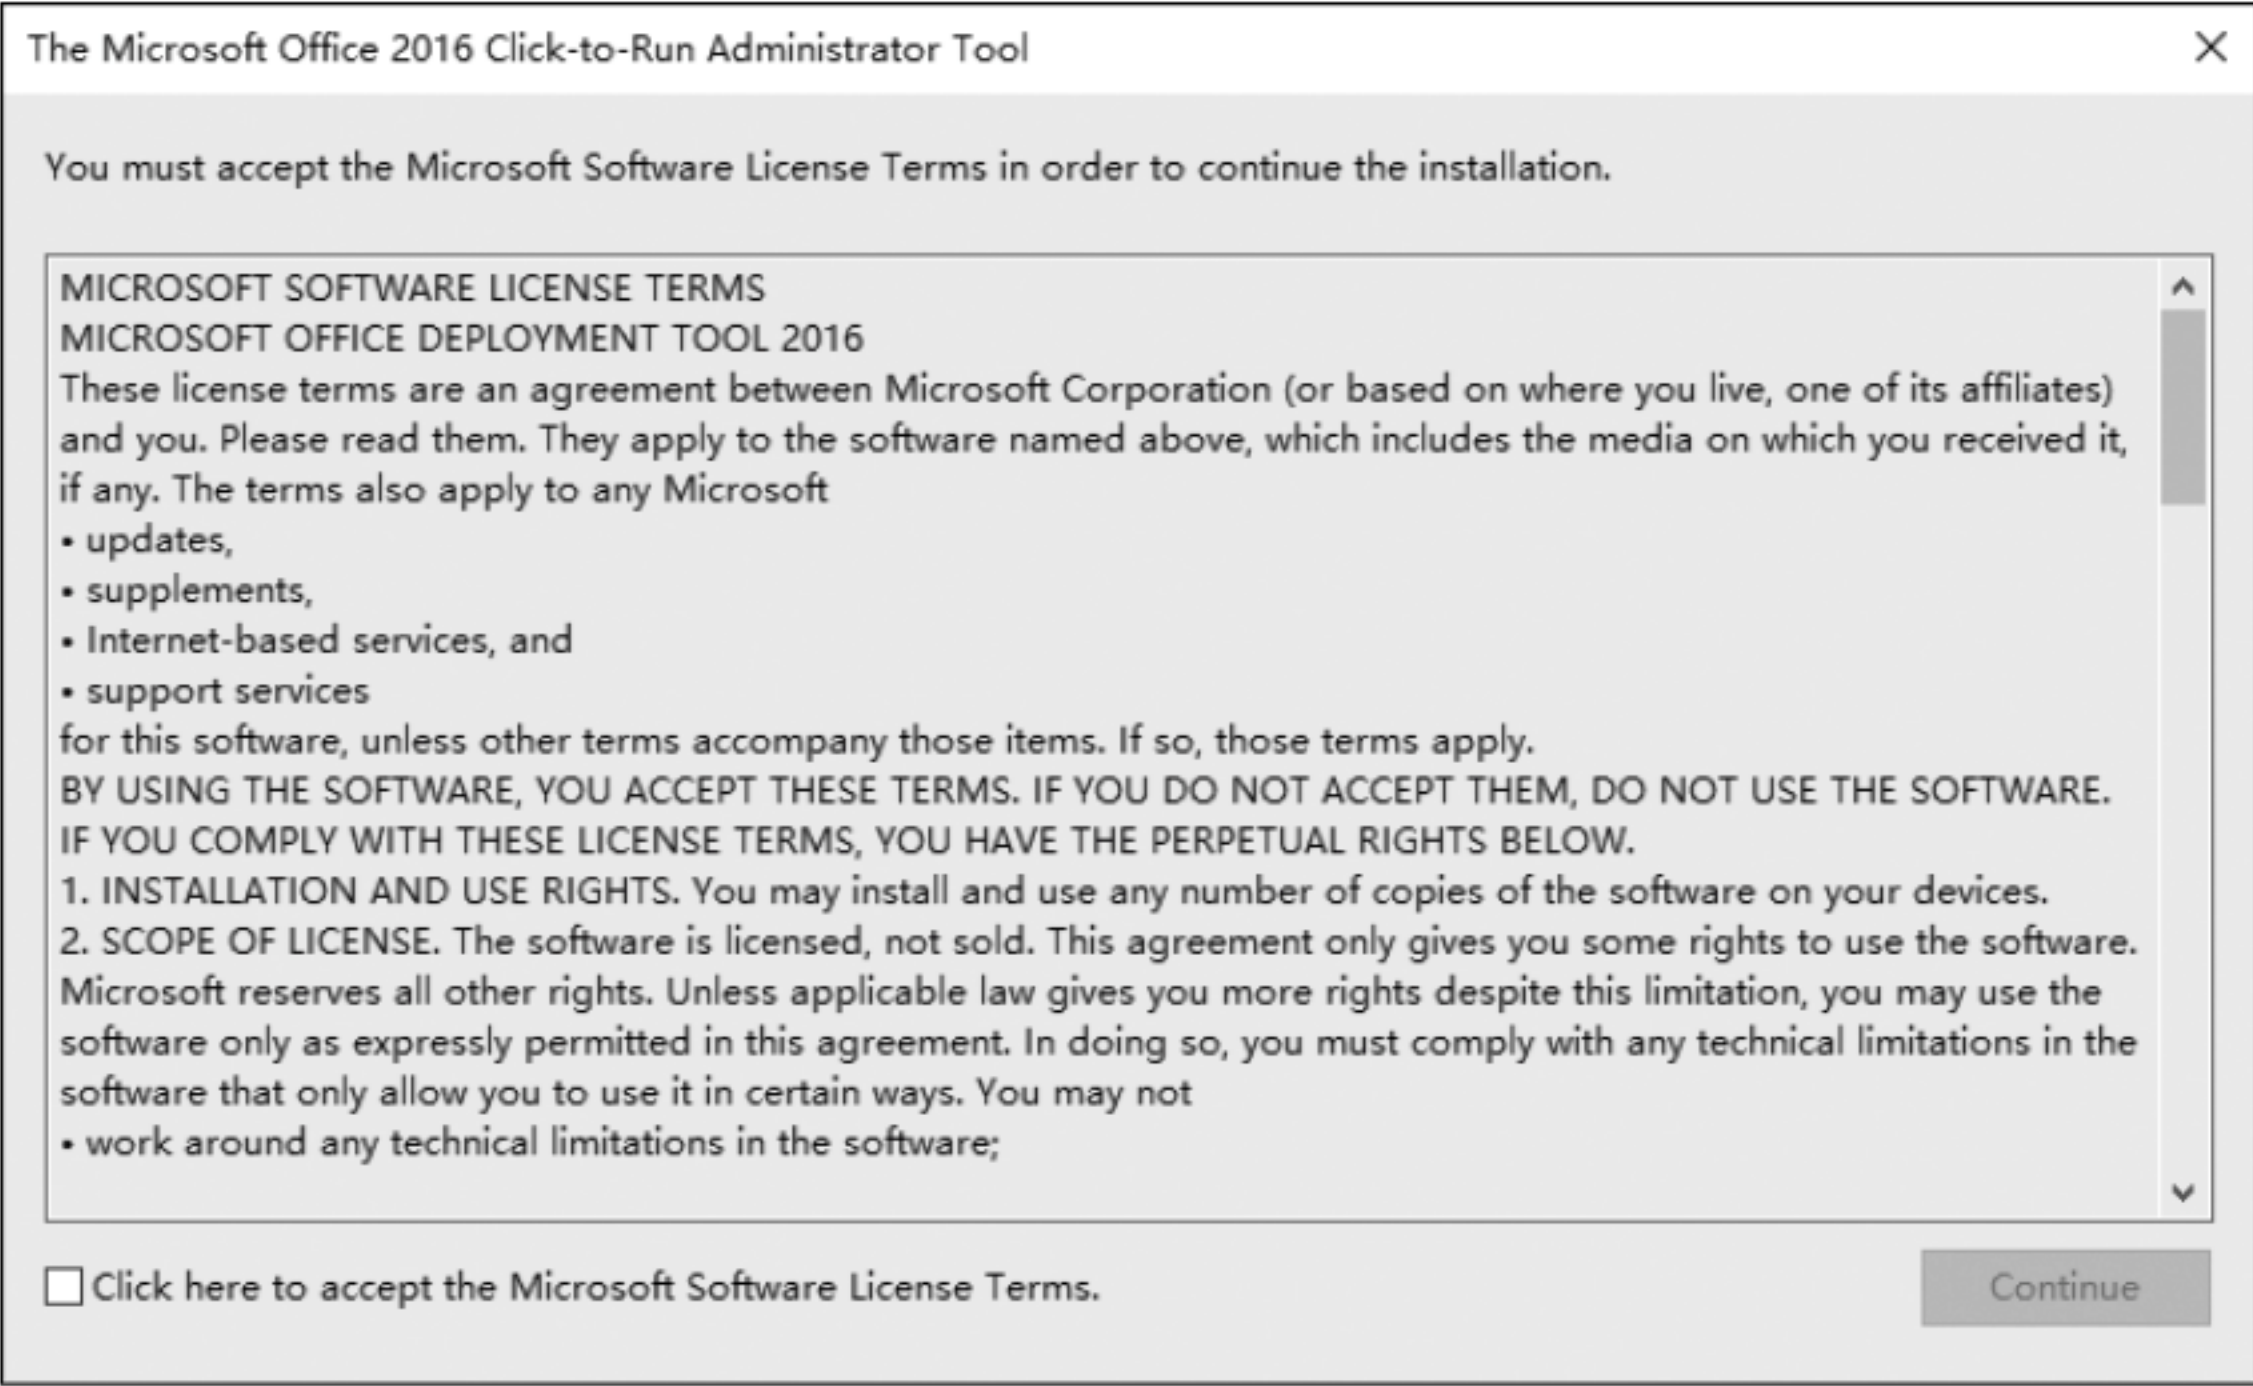 The Microsoft Office 2016 Click-to-Run Administrator Tool
You must accept the Microsoft Software License Terms in order to continue the installation.
MICROSOFT SOFTWARE LICENSE TERMS
MICROSOFT OFFICE DEPLOYMENT TOOL 2016
These license terms are an agreement between Microsoft Corporation (or based on where you live, one of its affiliates)
and you. Please read them. They apply to the software named above, which includes the media on which you received it,
if any. The terms also apply to any Microsoft
• updates,
• supplements,
• Internet-based services, and
• support services
for this software, unless other terms accompany those items. If so, those terms apply.
BY USING THE SOFTWARE, YOU ACCEPT THESE TERMS. IF YOU DO NOT ACCEPT THEM, DO NOT USE THE SOFTWARE.
IF YOU COMPLY WITH THESE LICENSE TERMS, YOU HAVE THE PERPETUAL RIGHTS BELOW.
1. INSTALLATION AND USE RIGHTS. You may install and use any number of copies of the software on your devices.
2. SCOPE OF LICENSE. The software is licensed, not sold. This agreement only gives you some rights to use the software.
Microsoft reserves all other rights. Unless applicable law gives you more rights despite this limitation, you may use the
software only as expressly permitted in this agreement. In doing so, you must comply with any technical limitations in the
software that only allow you to use it in certain ways. You may not
• work around any technical limitations in the software;
Click here to accept the Microsoft Software License Terms.
Continue